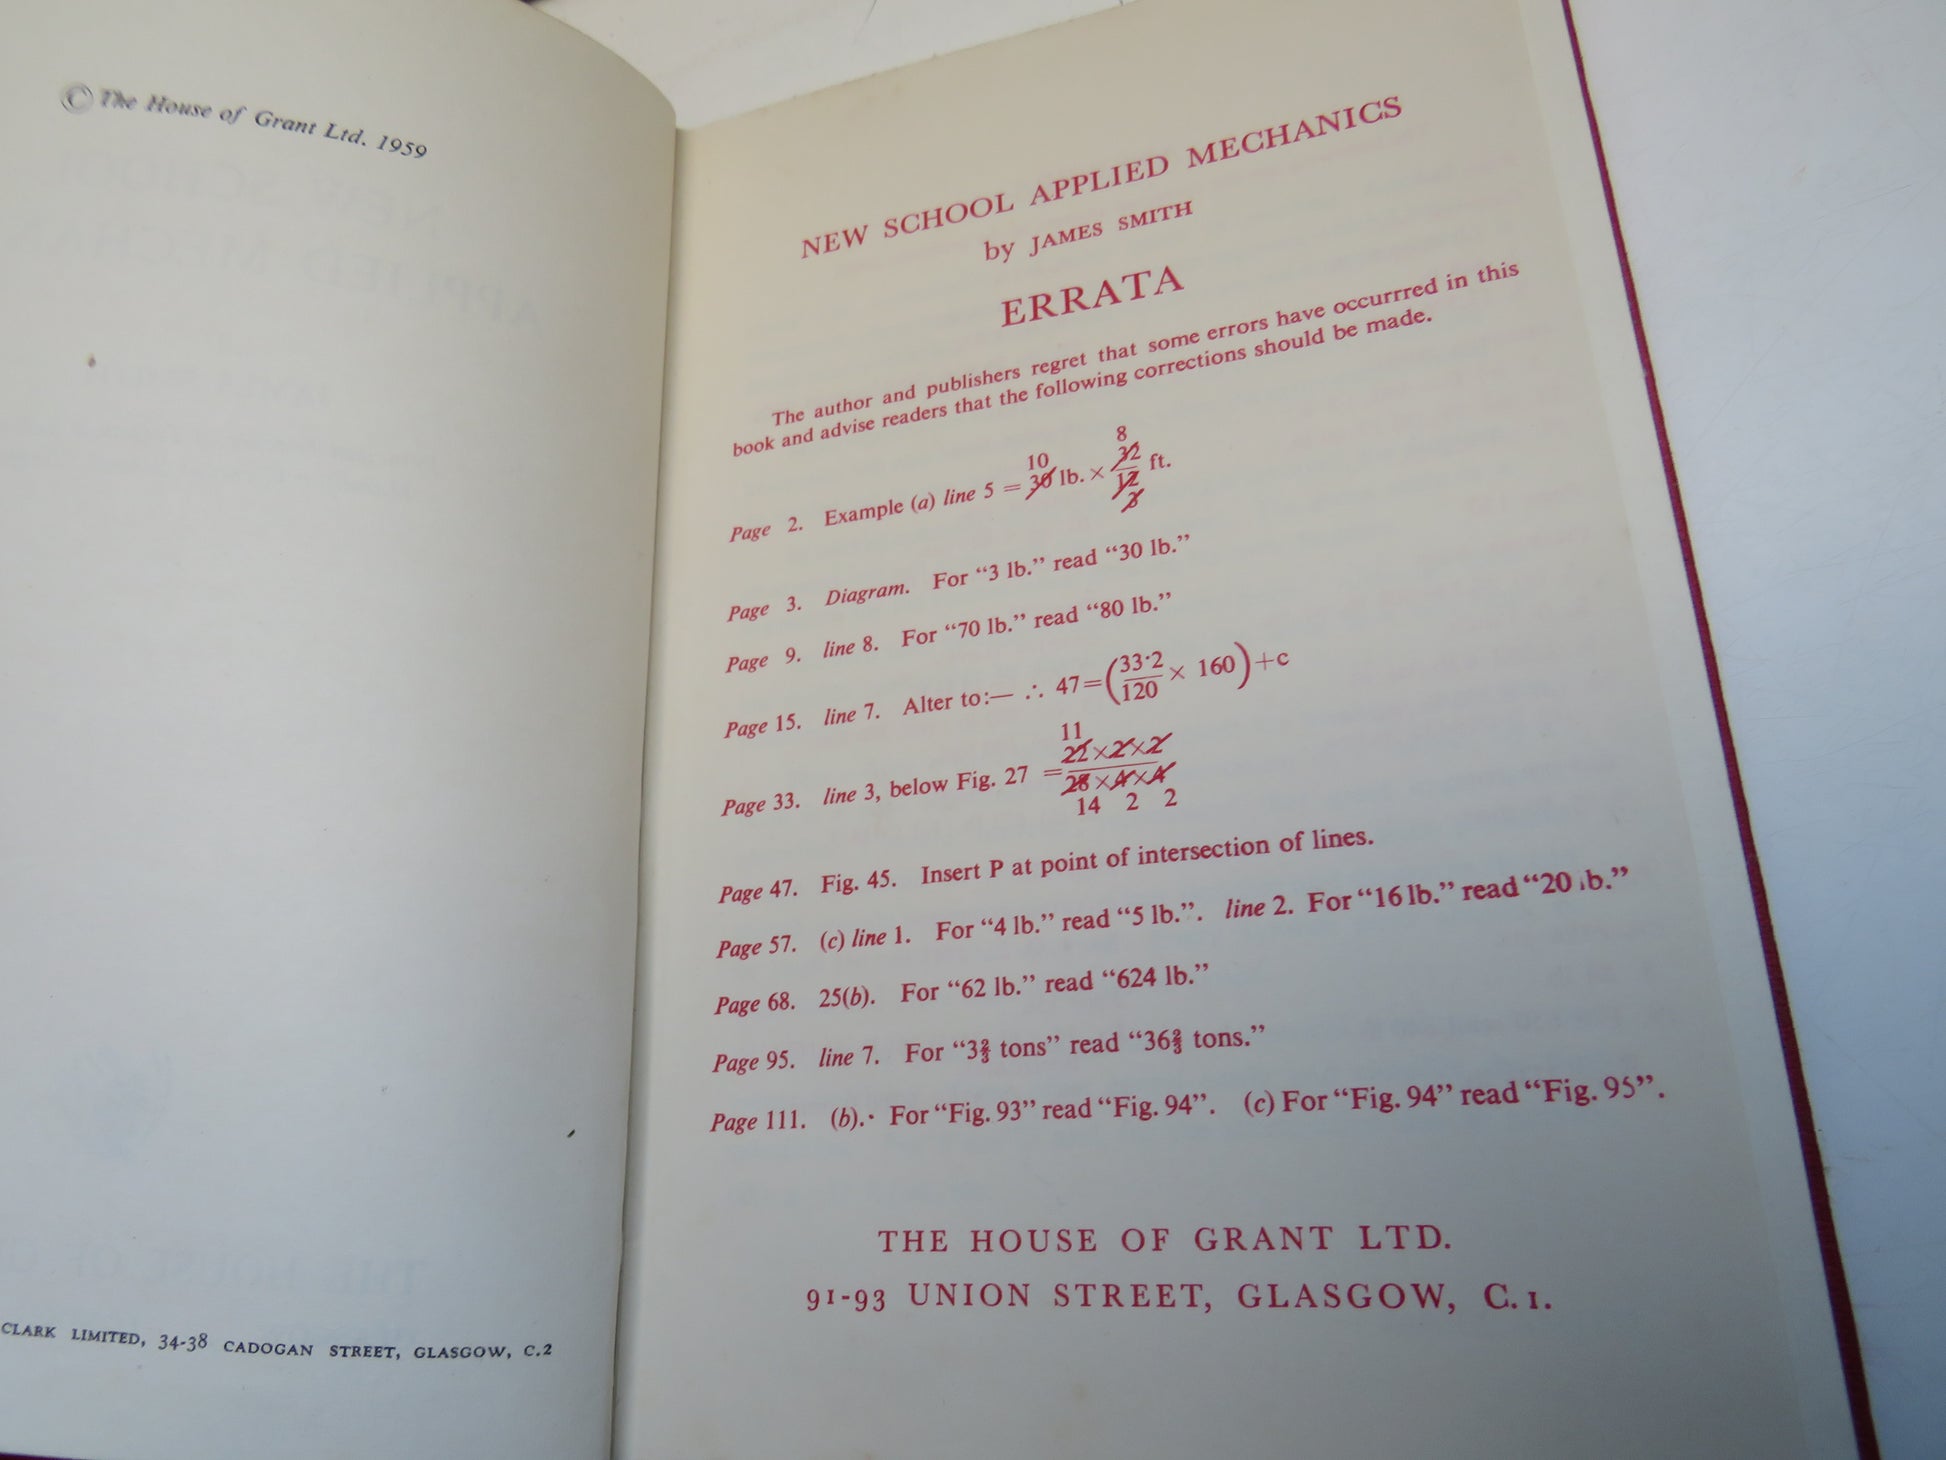 © The House of Grant Ltd. 1959
CLARK LIMITED, 34-38 CADOGAN STREET, GLASGOW, C.2
NEW SCHOOL APPLIED MECHANICS
by JAMES SMITH
ERRATA
The author and publishers regret that some errors have occurrred in this
book and advise readers that the following corrections should be made.
10 8
Page 2. Example (a) line 5 = 30 lb. × 32/12 ft.
3
Page 3. Diagram. For “3 lb.” read “30 lb.”
Page 9. line 8. For “70 lb.” read “80 lb.”
Page 15. line 7. Alter to:— ∴ 47=(33·2/120 × 160)+c
11
Page 33. line 3, below Fig. 27 = 22×2×2/28×4×4
14 2 2
Page 47. Fig. 45. Insert P at point of intersection of lines.
Page 57. (c) line 1. For “4 lb.” read “5 lb.”. line 2. For “16 lb.” read “20 lb.”
Page 68. 25(b). For “62 lb.” read “624 lb.”
Page 95. line 7. For “3⅔ tons” read “36⅔ tons.”
Page 111. (b).· For “Fig. 93” read “Fig. 94”. (c) For “Fig. 94” read “Fig. 95”.
THE HOUSE OF GRANT LTD.
91-93 UNION STREET, GLASGOW, C.1.